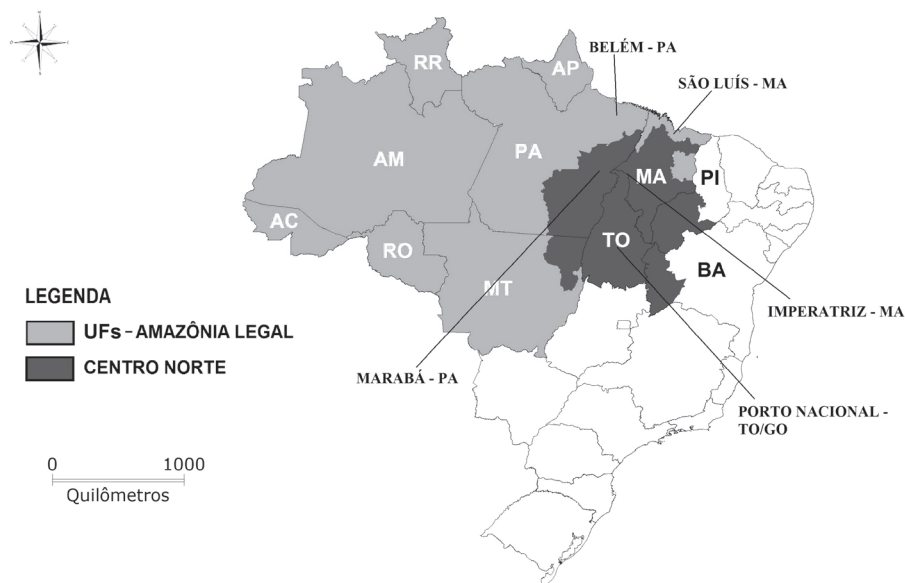 BELÉM - PA
SÃO LUÍS - MA
RR
AP
AM
PA
MA
PI
AC
RO
TO
MT
BA
LEGENDA
UFs - AMAZÔNIA LEGAL
CENTRO NORTE
IMPERATRIZ - MA
MARABÁ - PA
PORTO NACIONAL -
TO/GO
0 1000
Quilômetros